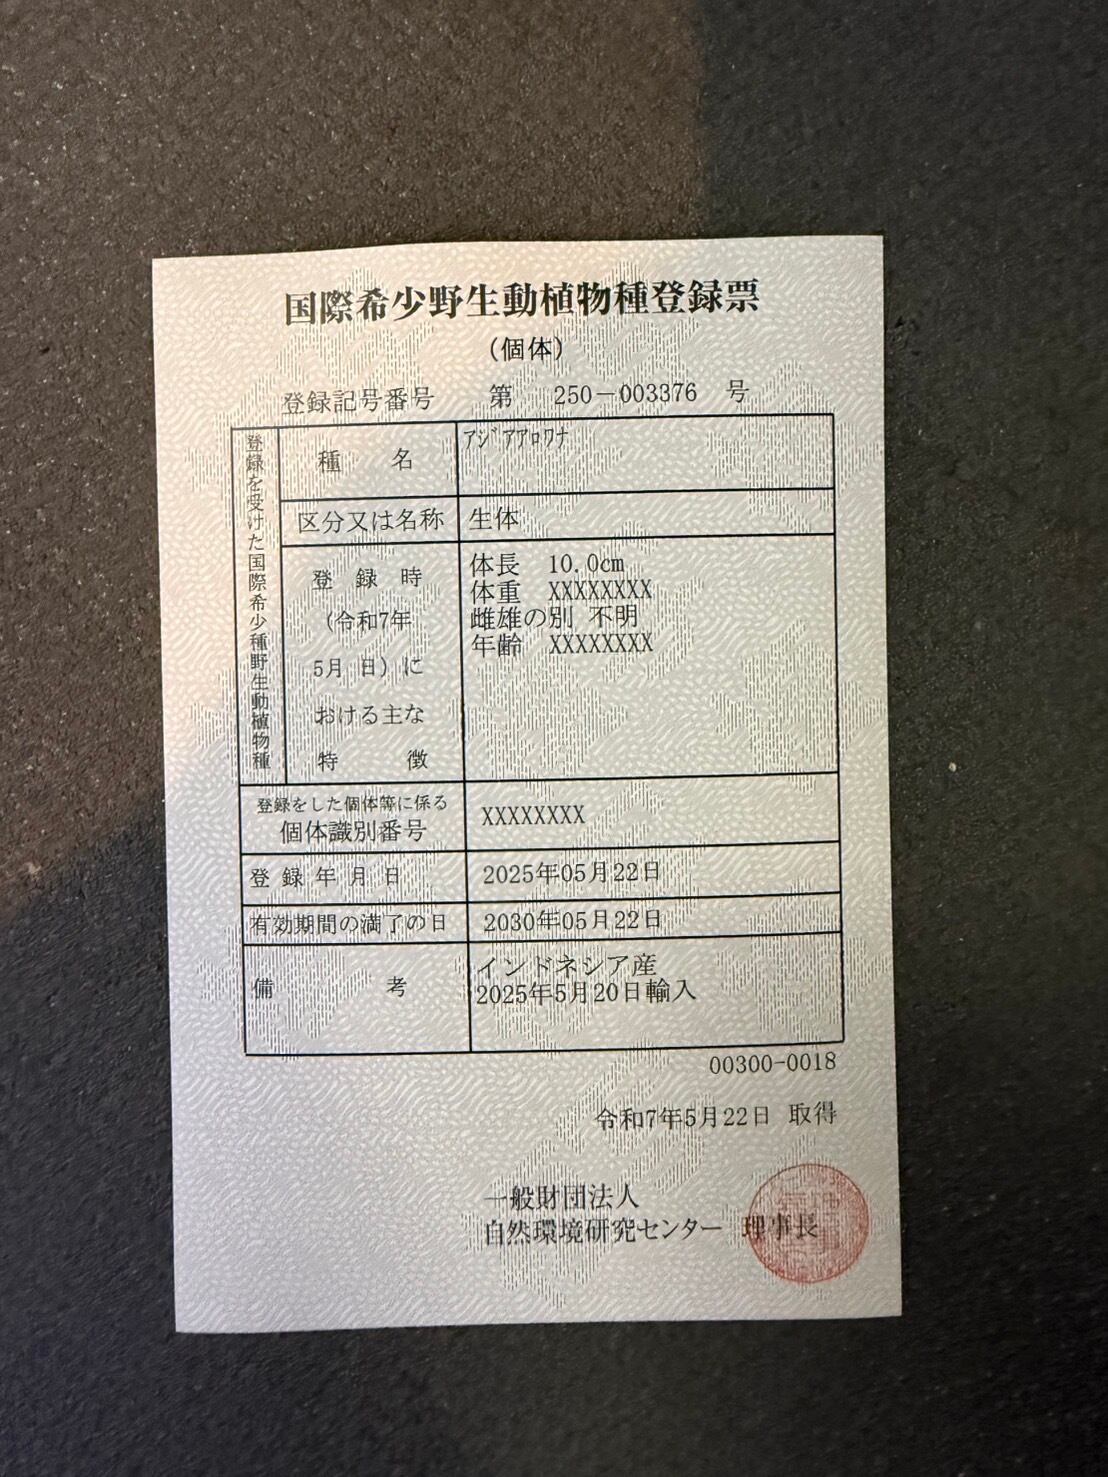 国際希少野生動植物種登録票
(個体)
登録記号番号 第 250-003376 号
登録を受けた国際希少種野生動植物種
種 名
ｱｼﾞｱｱﾛﾜﾅ
区分又は名称
生体
登 録 時
(令和7年
5月 日)に
おける主な
特 徴
体長 10.0cm
体重 XXXXXXXX
雌雄の別 不明
年齢 XXXXXXXX
登録をした個体等に係る
個体識別番号
XXXXXXXX
登 録 年 月 日
2025年05月22日
有効期間の満了の日
2030年05月22日
備 考
インドネシア産
2025年5月20日輸入
00300-0018
令和7年5月22日 取得
一般財団法人
自然環境研究センター 理事長